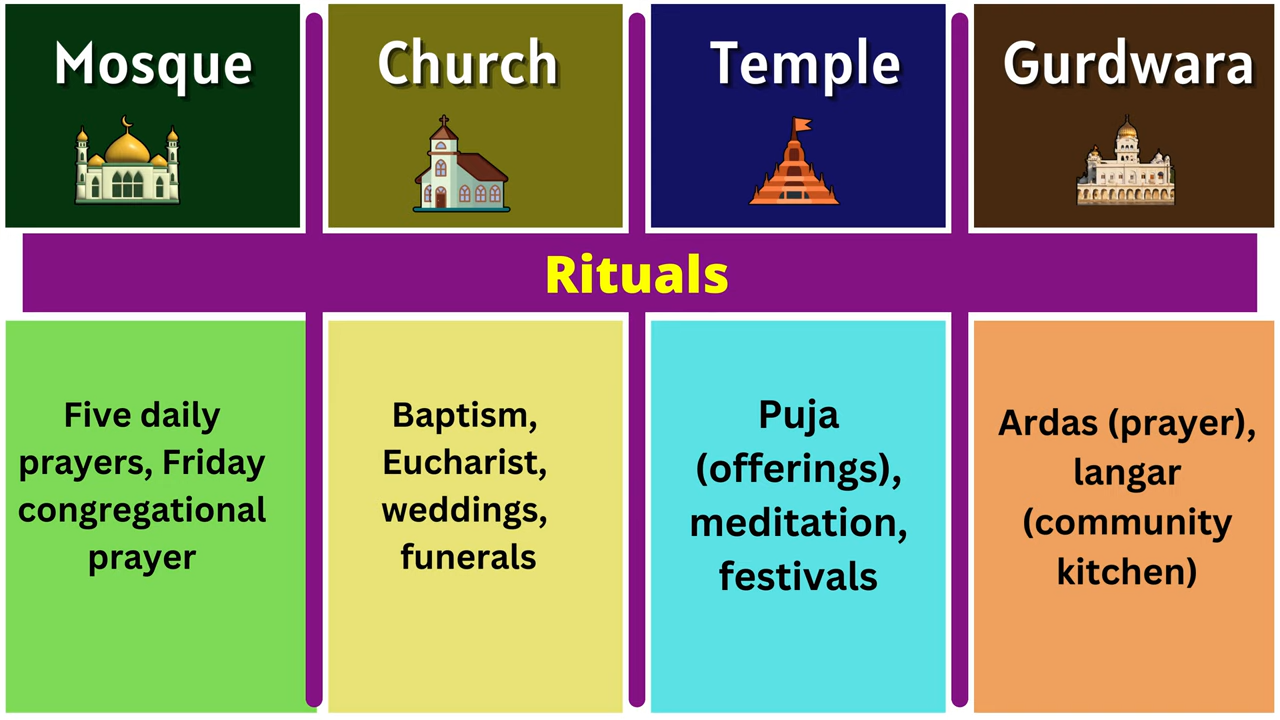 Mosque
Church
Temple
Gurdwara
Rituals
Five daily
prayers, Friday
congregational
prayer
Baptism,
Eucharist,
weddings,
funerals
Puja
(offerings),
meditation,
festivals
Ardas (prayer),
langar
(community
kitchen)